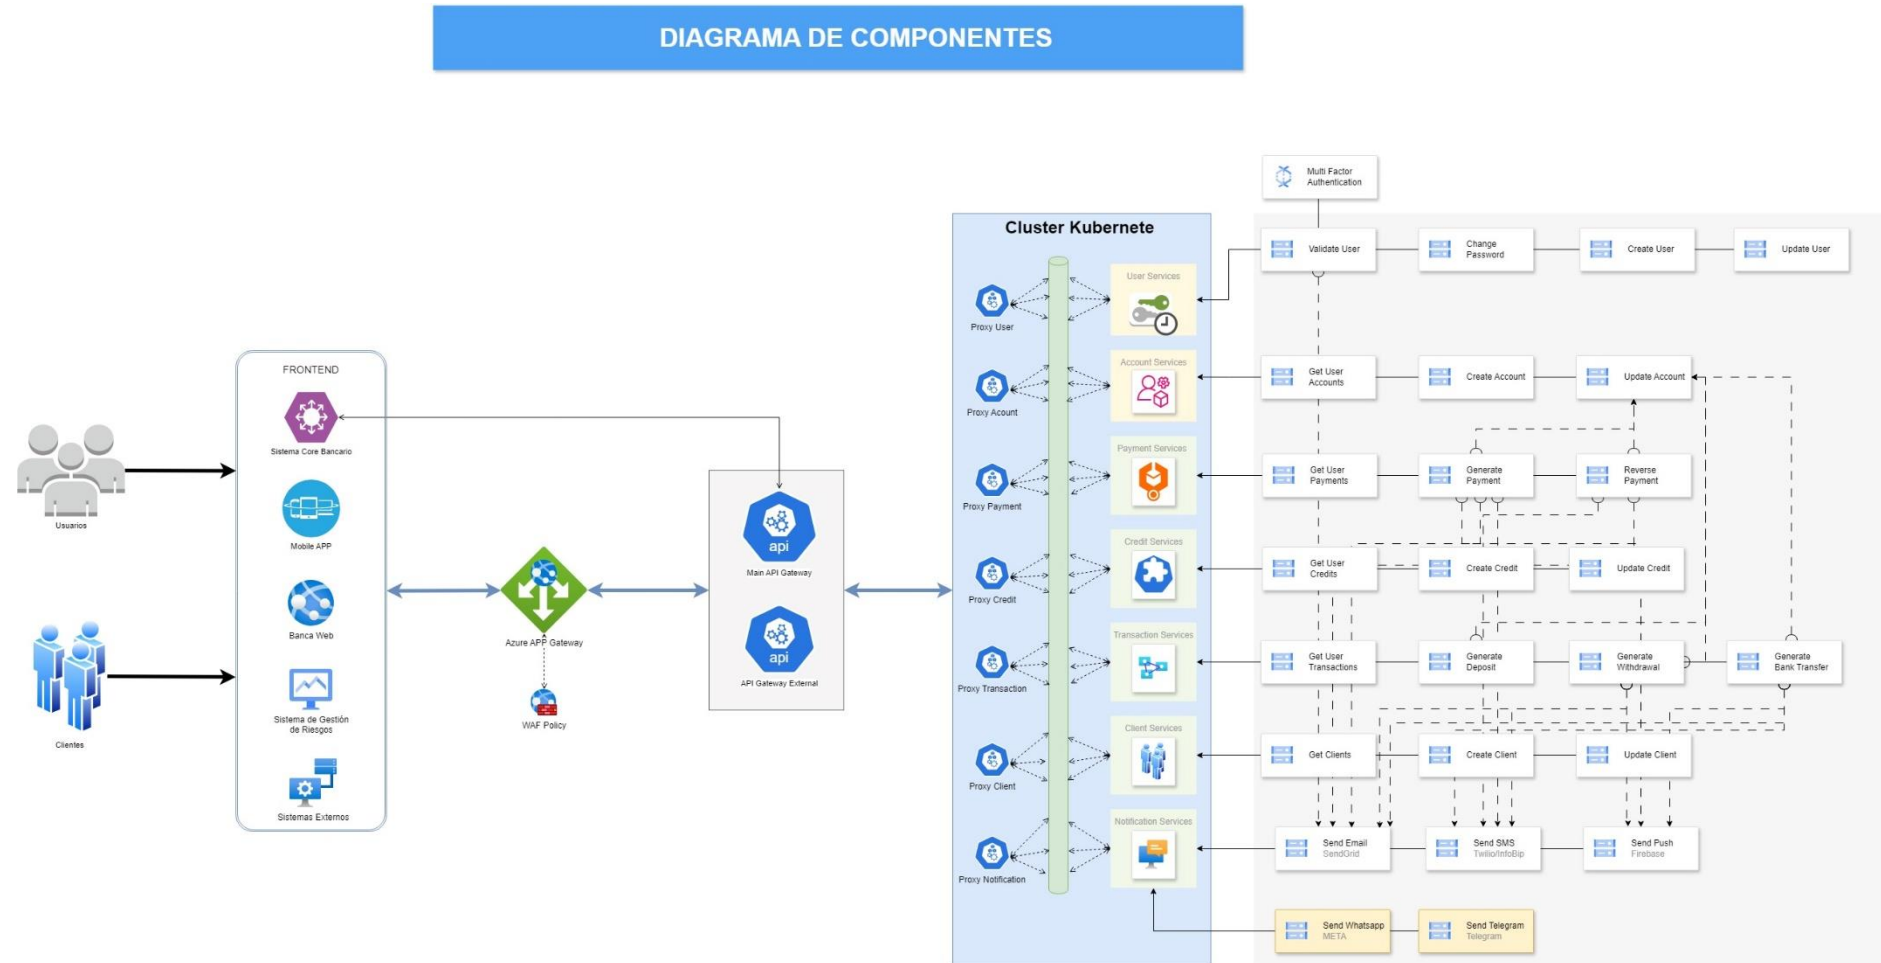 DIAGRAMA DE COMPONENTES
Multi Factor
Authentication
Cluster Kubernete
Validate User
Change
Password
Create User
Update User
User Services
Proxy User
FRONTEND
Sistema Core Bancario
Account Services
Proxy Acount
Get User
Accounts
Create Account
Update Account
Usuarios
Mobile APP
Payment Services
Proxy Payment
Get User
Payments
Generate
Payment
Reverse
Payment
api
Main API Gateway
Credit Services
Proxy Credit
Get User
Credits
Create Credit
Update Credit
Banca Web
Azure APP Gateway
api
API Gateway External
Transaction Services
Proxy Transaction
Get User
Transactions
Generate
Deposit
Generate
Withdrawal
Generate
Bank Transfer
Clientes
Sistema de Gestión
de Riesgos
WAF Policy
Client Services
Proxy Client
Get Clients
Create Client
Update Client
Sistemas Externos
Notification Services
Proxy Notification
Send Email
SendGrid
Send SMS
Twilio/InfoBip
Send Push
Firebase
Send Whatsapp
META
Send Telegram
Telegram